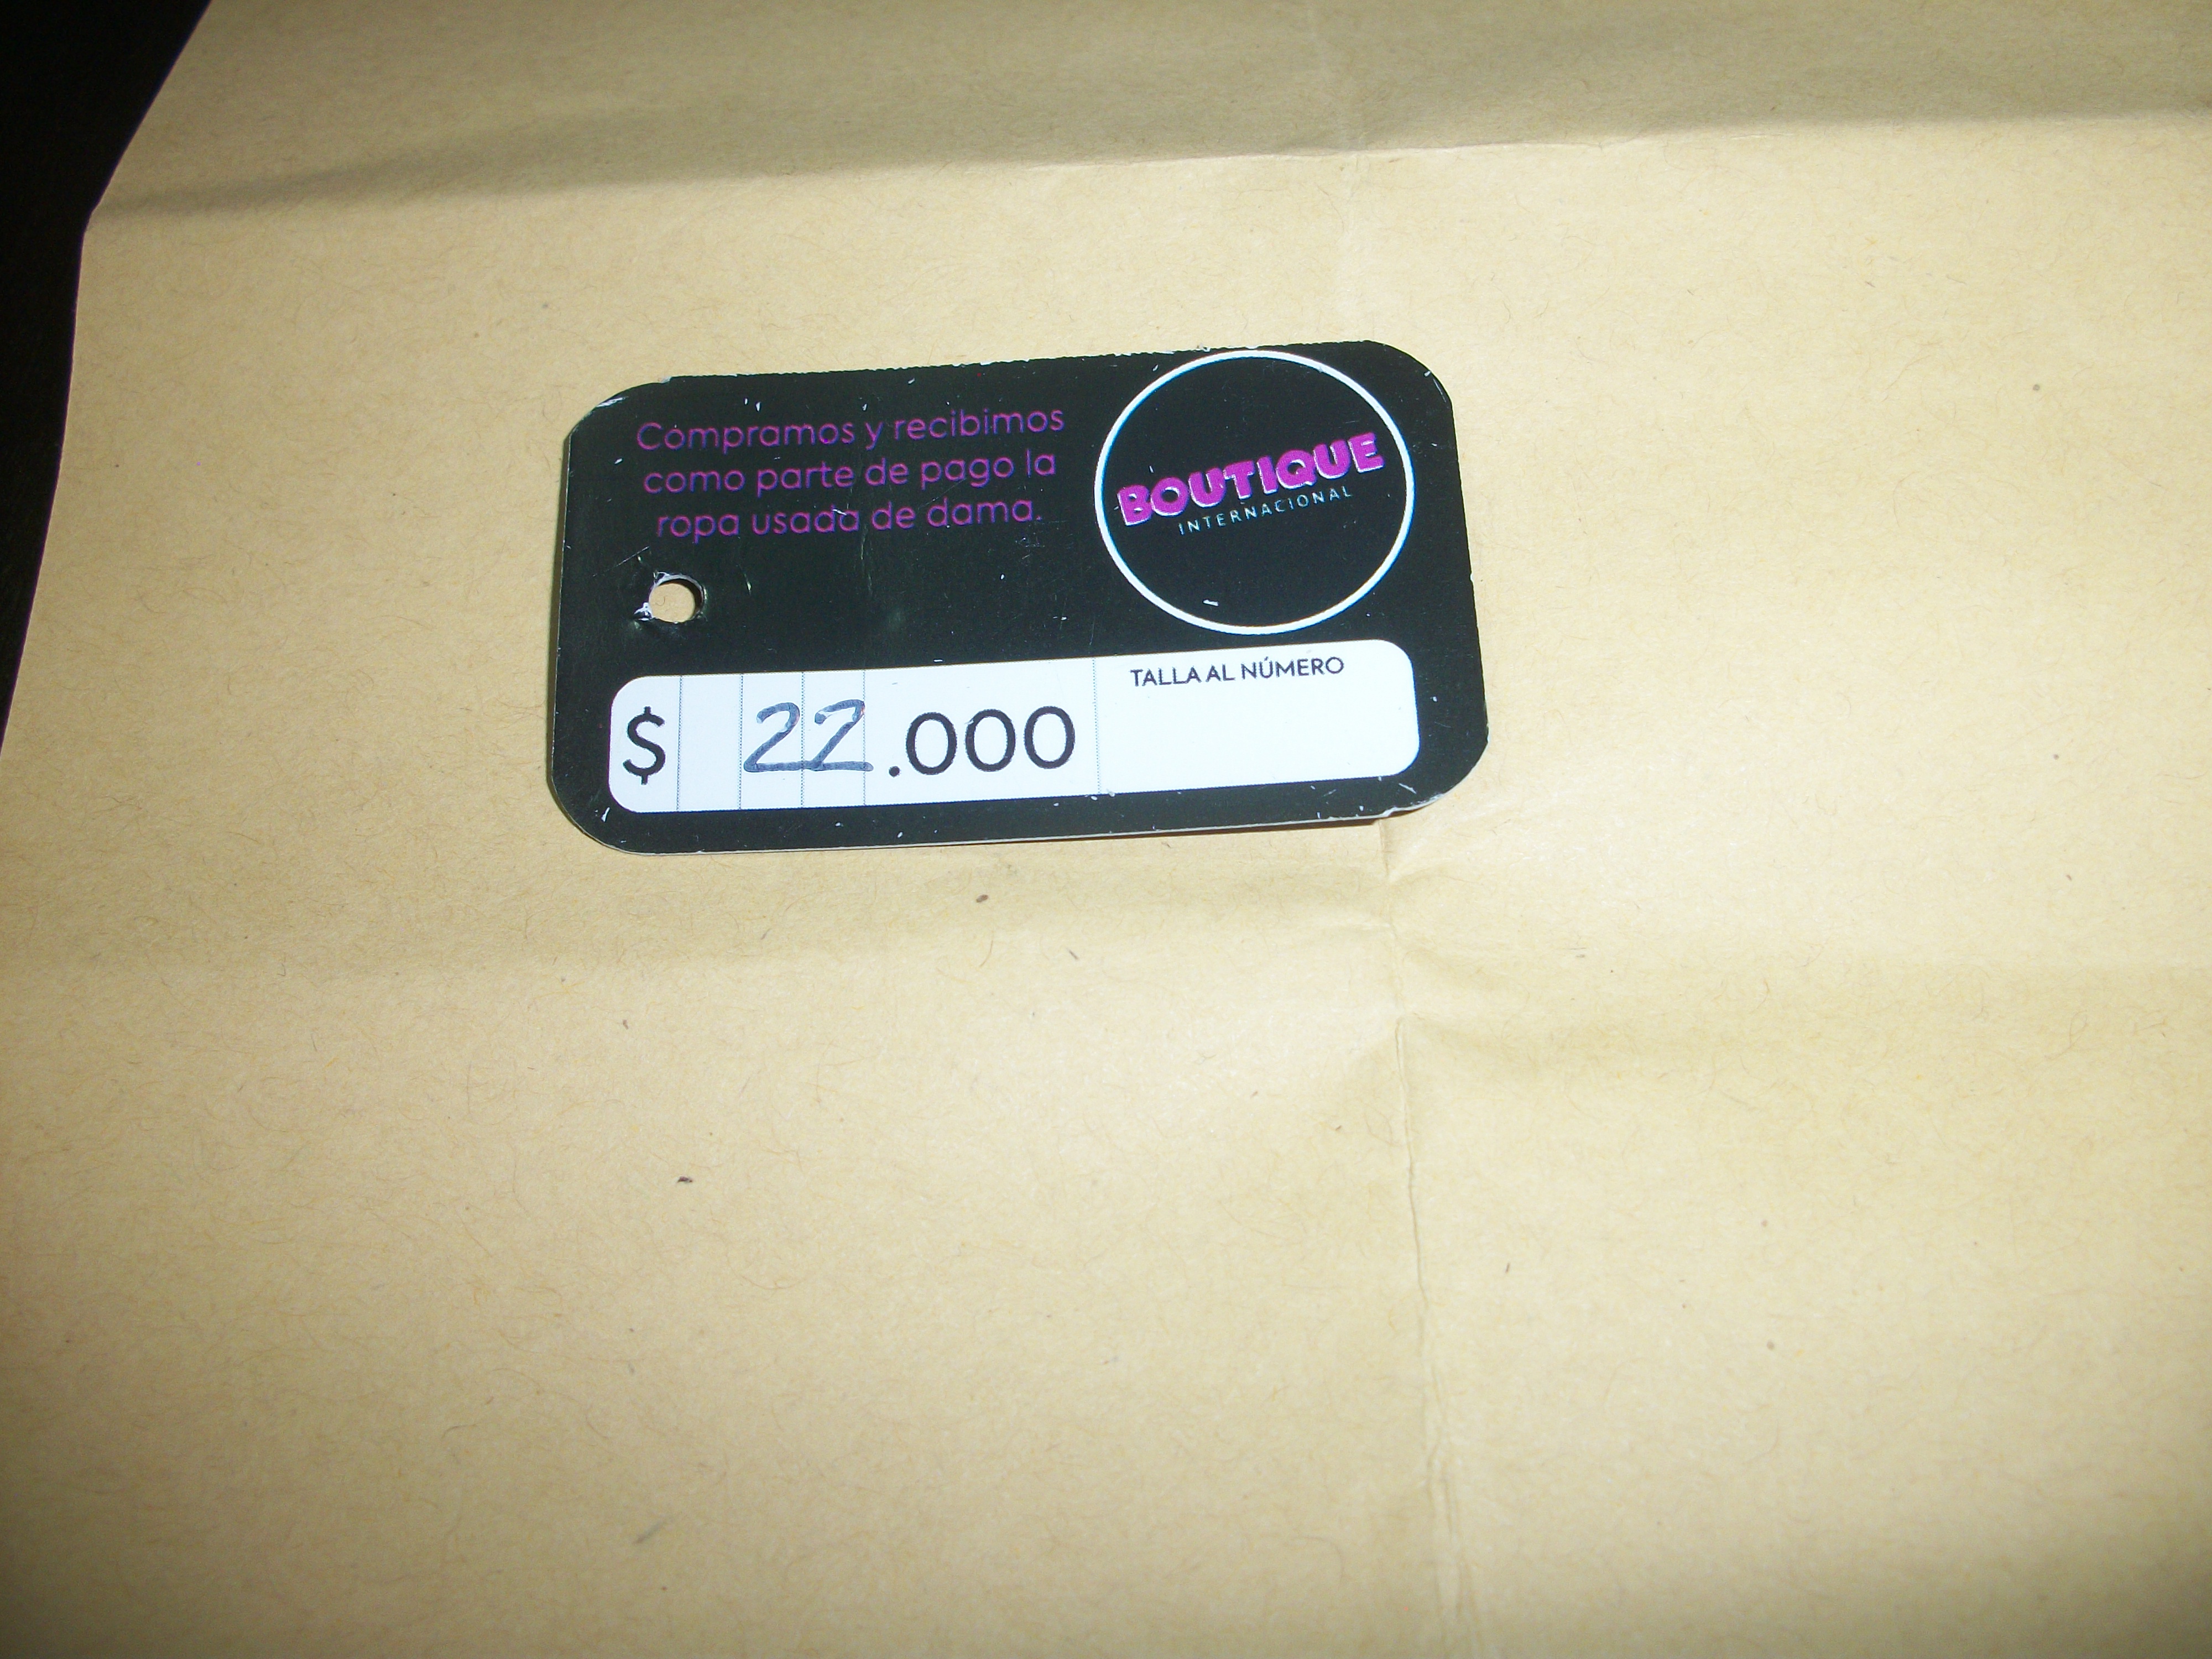 Compramos y recibimos
como parte de pago la
ropa usada de dama.
BOUTIQUE
INTERNACIONAL
TALLA AL NÚMERO
$ 22.000